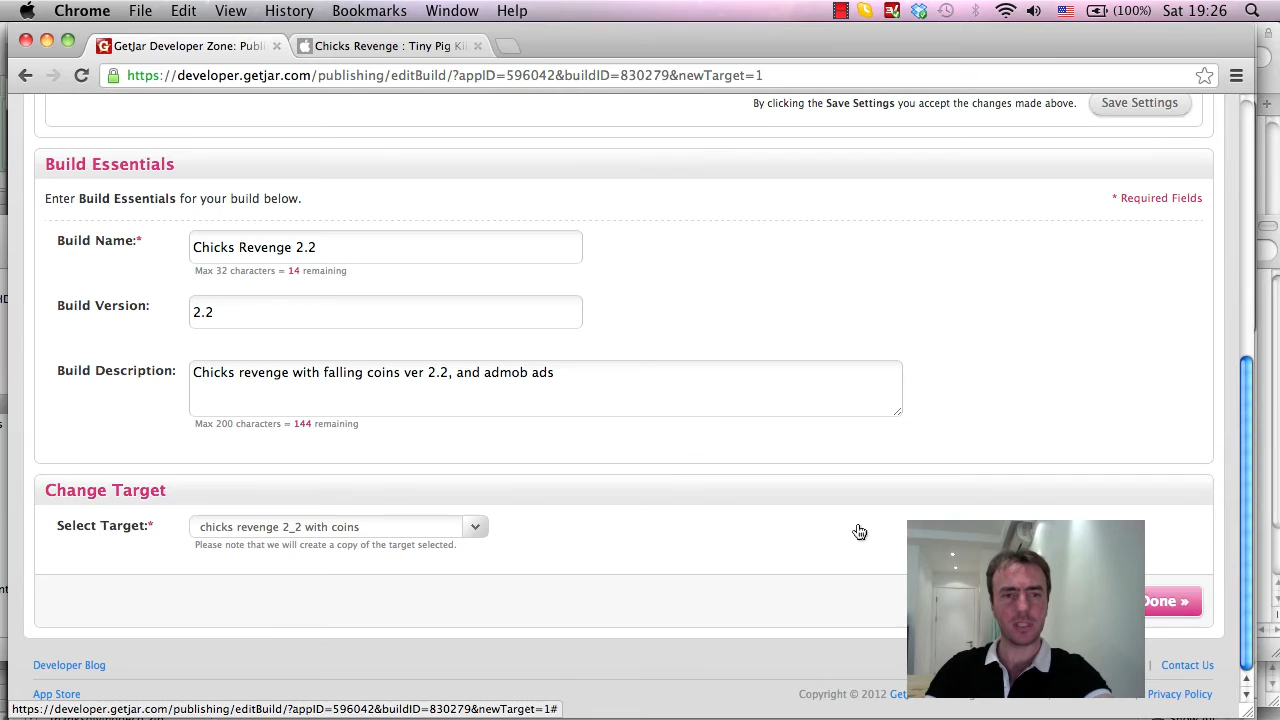 Chrome File Edit View History Bookmarks Window Help (100%) Sat 19:26
GetJar Developer Zone: Publi Chicks Revenge : Tiny Pig Kil
https://developer.getjar.com/publishing/editBuild/?appID=596042&buildID=830279&newTarget=1
By clicking the Save Settings you accept the changes made above. Save Settings
Build Essentials
Enter Build Essentials for your build below. * Required Fields
Build Name:* Chicks Revenge 2.2
Max 32 characters = 14 remaining
Build Version: 2.2
Build Description: Chicks revenge with falling coins ver 2.2, and admob ads
Max 200 characters = 144 remaining
Change Target
Select Target:* chicks revenge 2_2 with coins
Please note that we will create a copy of the target selected.
Done »
Developer Blog | Contact Us
App Store Copyright © 2012 Get Privacy Policy
https://developer.getjar.com/publishing/editBuild/?appID=596042&buildID=830279&newTarget=1#